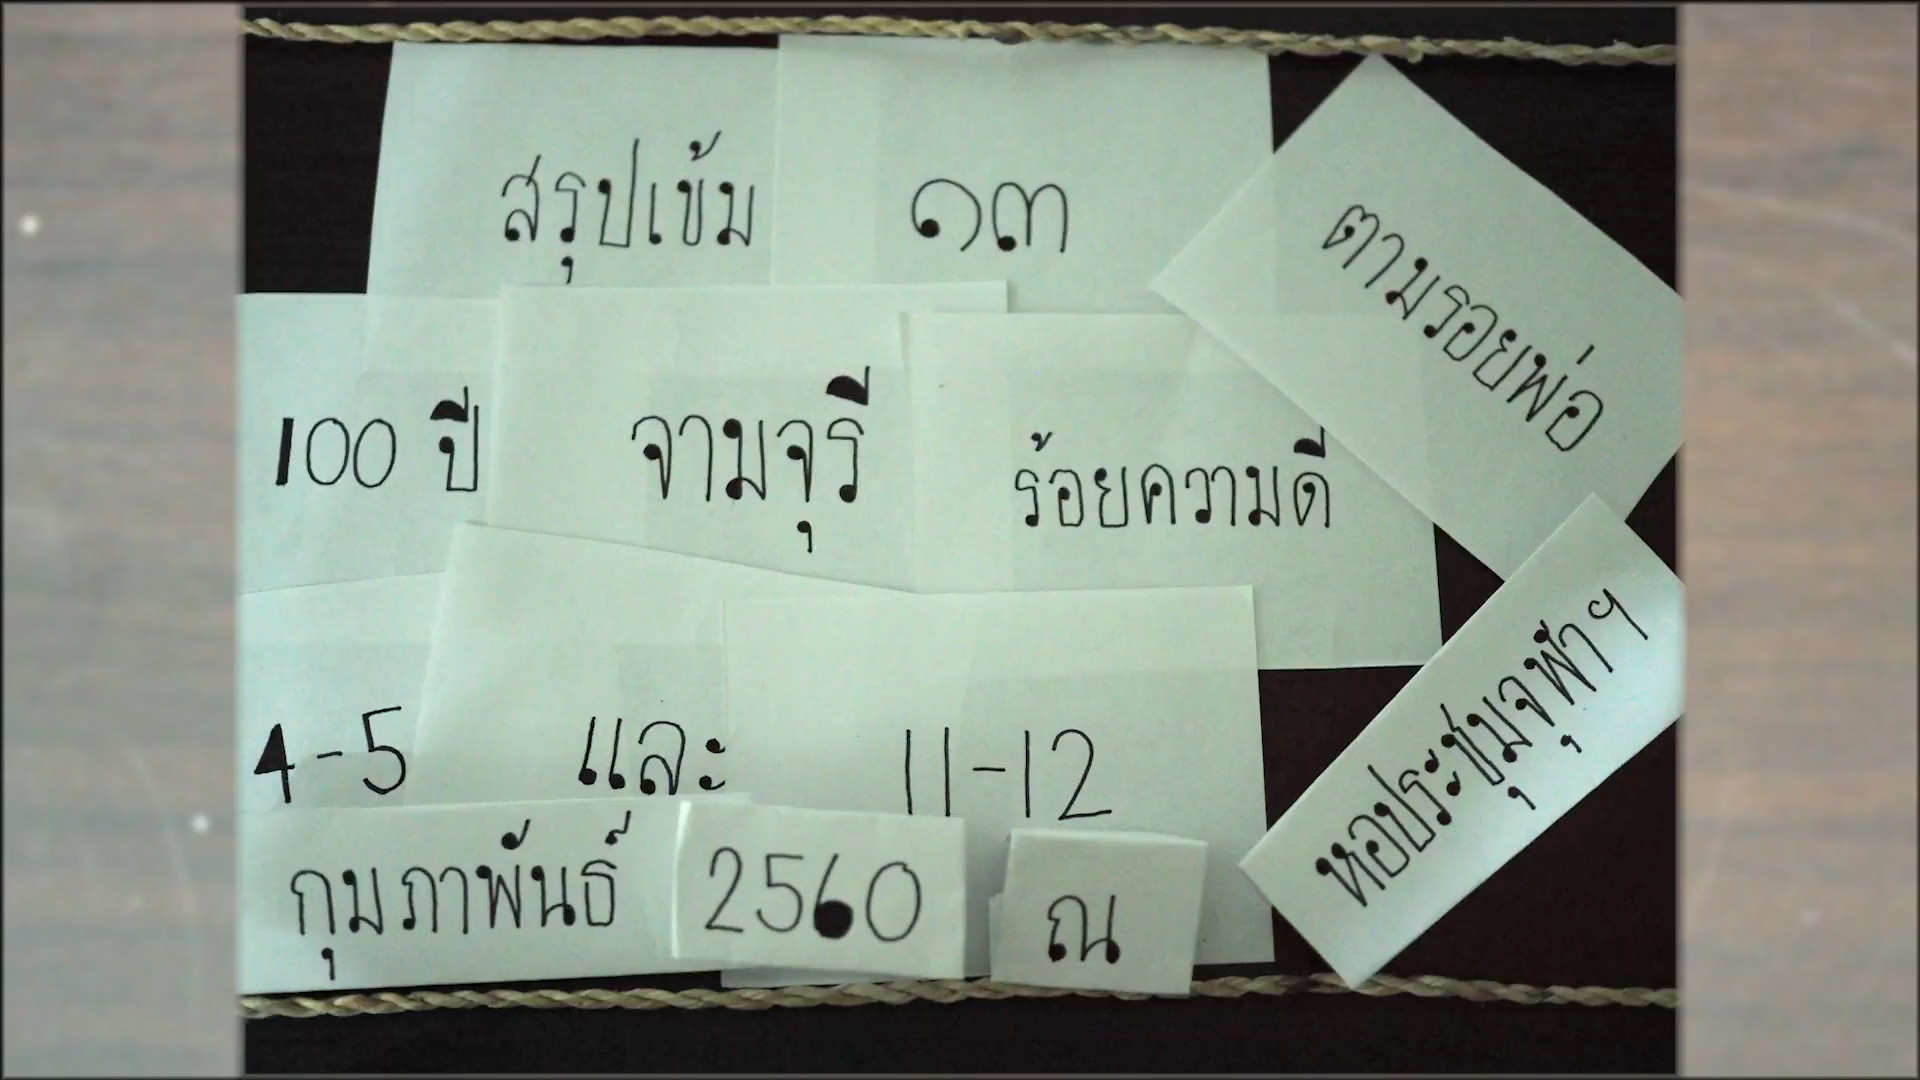 สรุปเข้ม ๑๓
ตามรอยพ่อ
100 ปี จามจุรี ร้อยความดี
4-5 และ 11-12
กุมภาพันธ์ 2560 ณ
หอประชุมจุฬาฯ